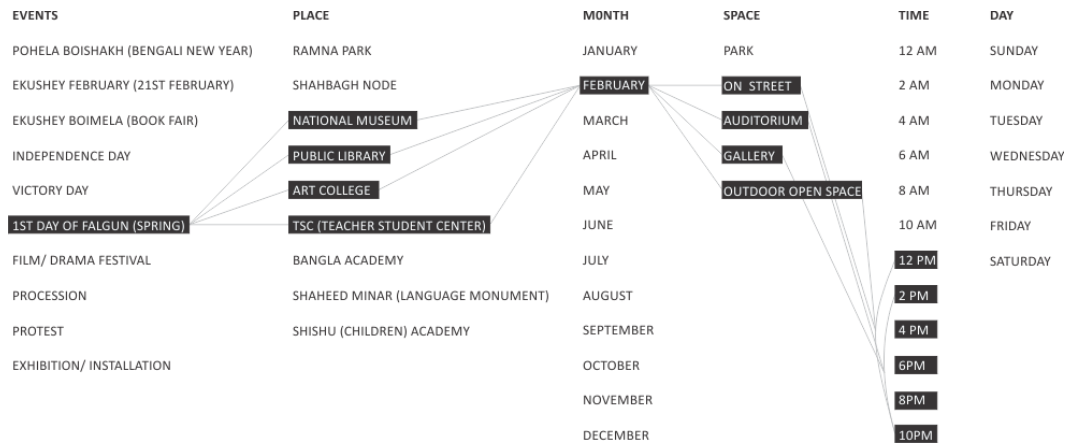 EVENTS PLACE M0NTH SPACE TIME DAY
POHELA BOISHAKH (BENGALI NEW YEAR) RAMNA PARK JANUARY PARK 12 AM SUNDAY
EKUSHEY FEBRUARY (21ST FEBRUARY) SHAHBAGH NODE FEBRUARY ON STREET 2 AM MONDAY
EKUSHEY BOIMELA (BOOK FAIR) NATIONAL MUSEUM MARCH AUDITORIUM 4 AM TUESDAY
INDEPENDENCE DAY PUBLIC LIBRARY APRIL GALLERY 6 AM WEDNESDAY
VICTORY DAY ART COLLEGE MAY OUTDOOR OPEN SPACE 8 AM THURSDAY
1ST DAY OF FALGUN (SPRING) TSC (TEACHER STUDENT CENTER) JUNE 10 AM FRIDAY
FILM/ DRAMA FESTIVAL BANGLA ACADEMY JULY 12 PM SATURDAY
PROCESSION SHAHEED MINAR (LANGUAGE MONUMENT) AUGUST 2 PM
PROTEST SHISHU (CHILDREN) ACADEMY SEPTEMBER 4 PM
EXHIBITION/ INSTALLATION OCTOBER 6PM
NOVEMBER 8PM
DECEMBER 10PM